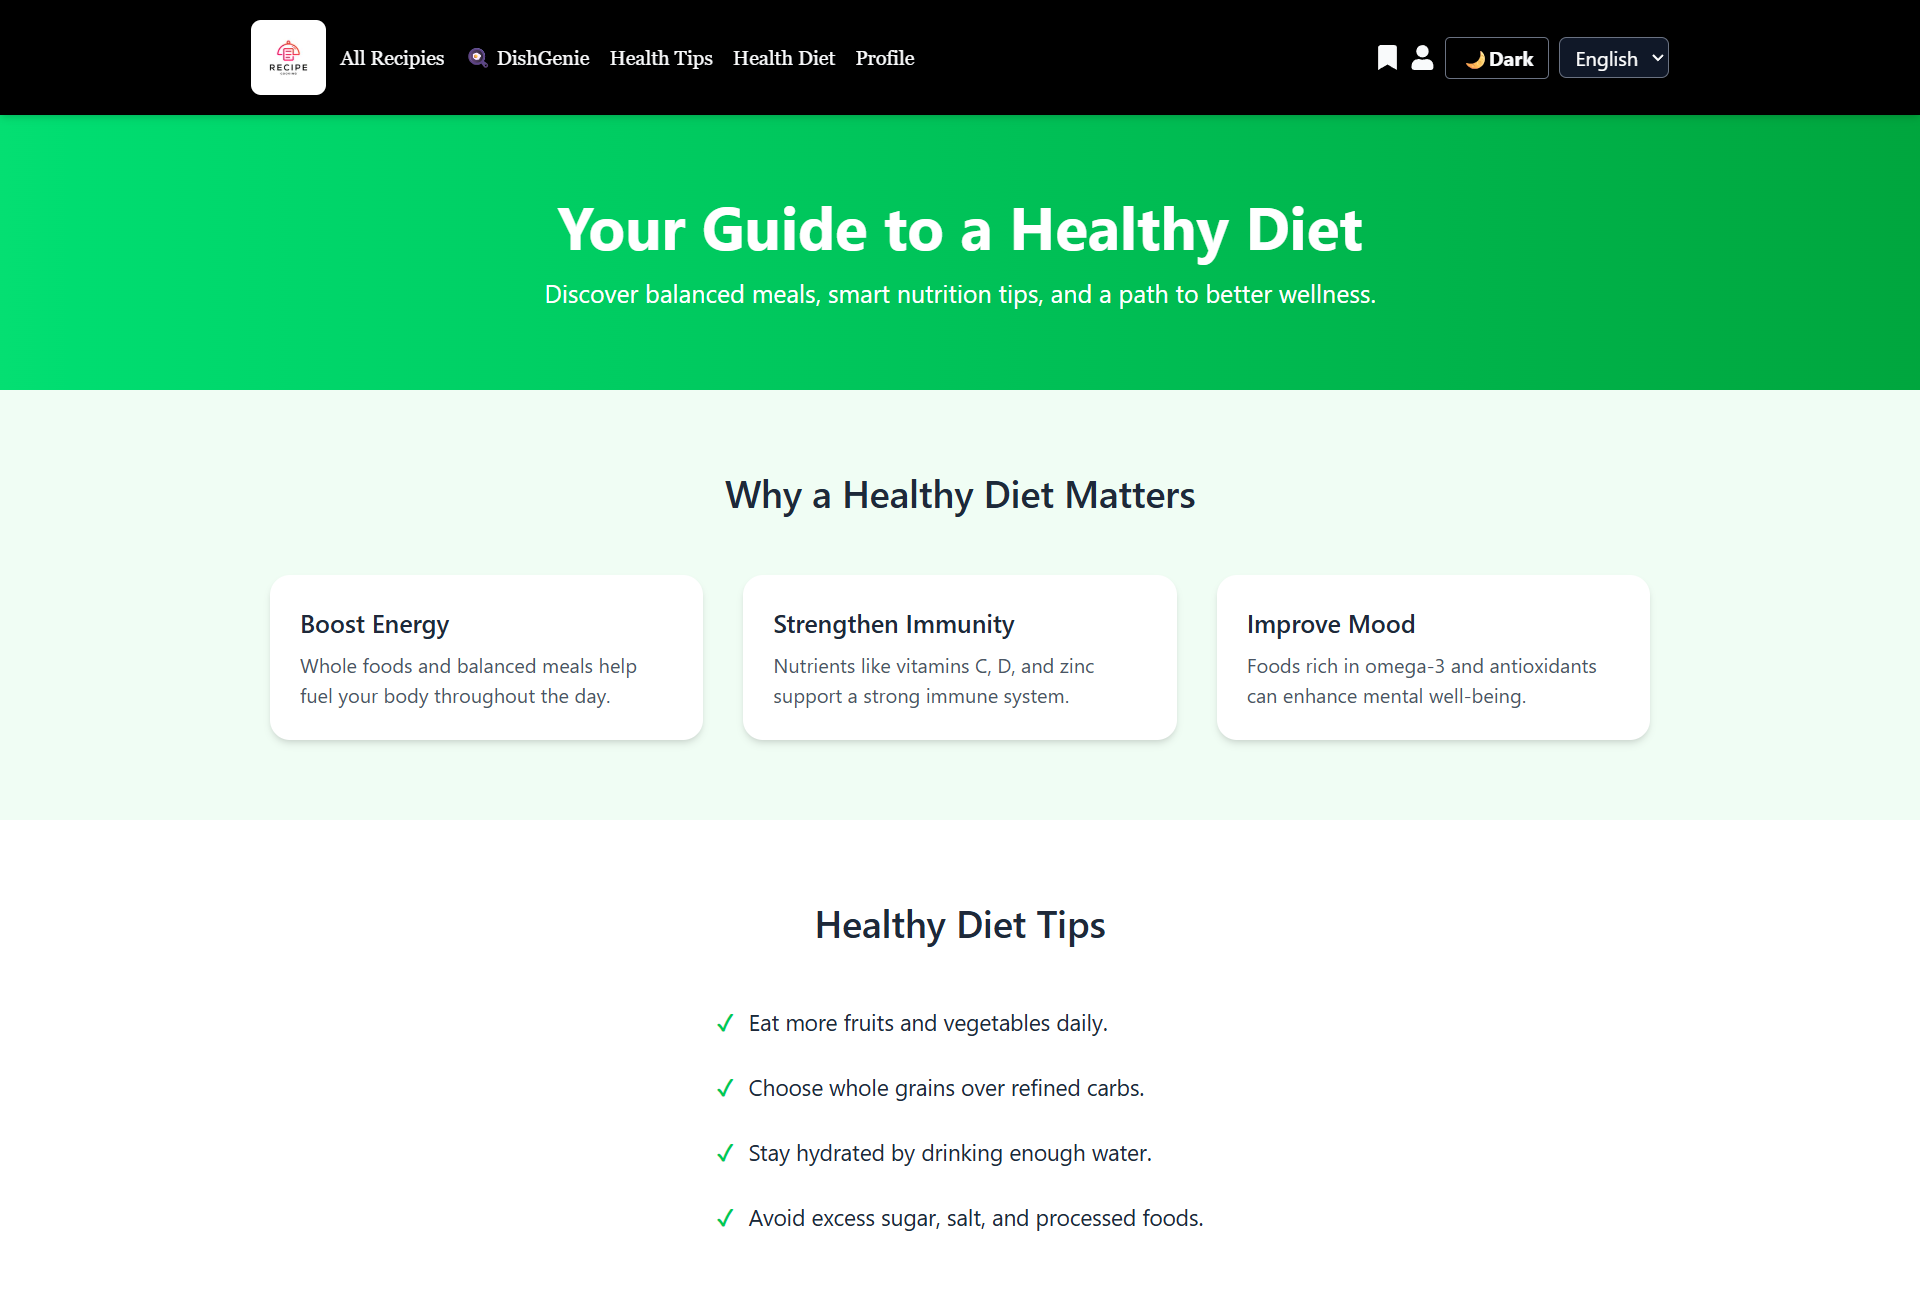 RECIPE
COOKING
All Recipies
DishGenie
Health Tips
Health Diet
Profile
Dark
English
Your Guide to a Healthy Diet
Discover balanced meals, smart nutrition tips, and a path to better wellness.
Why a Healthy Diet Matters
Boost Energy
Whole foods and balanced meals help
fuel your body throughout the day.
Strengthen Immunity
Nutrients like vitamins C, D, and zinc
support a strong immune system.
Improve Mood
Foods rich in omega-3 and antioxidants
can enhance mental well-being.
Healthy Diet Tips
✓ Eat more fruits and vegetables daily.
✓ Choose whole grains over refined carbs.
✓ Stay hydrated by drinking enough water.
✓ Avoid excess sugar, salt, and processed foods.